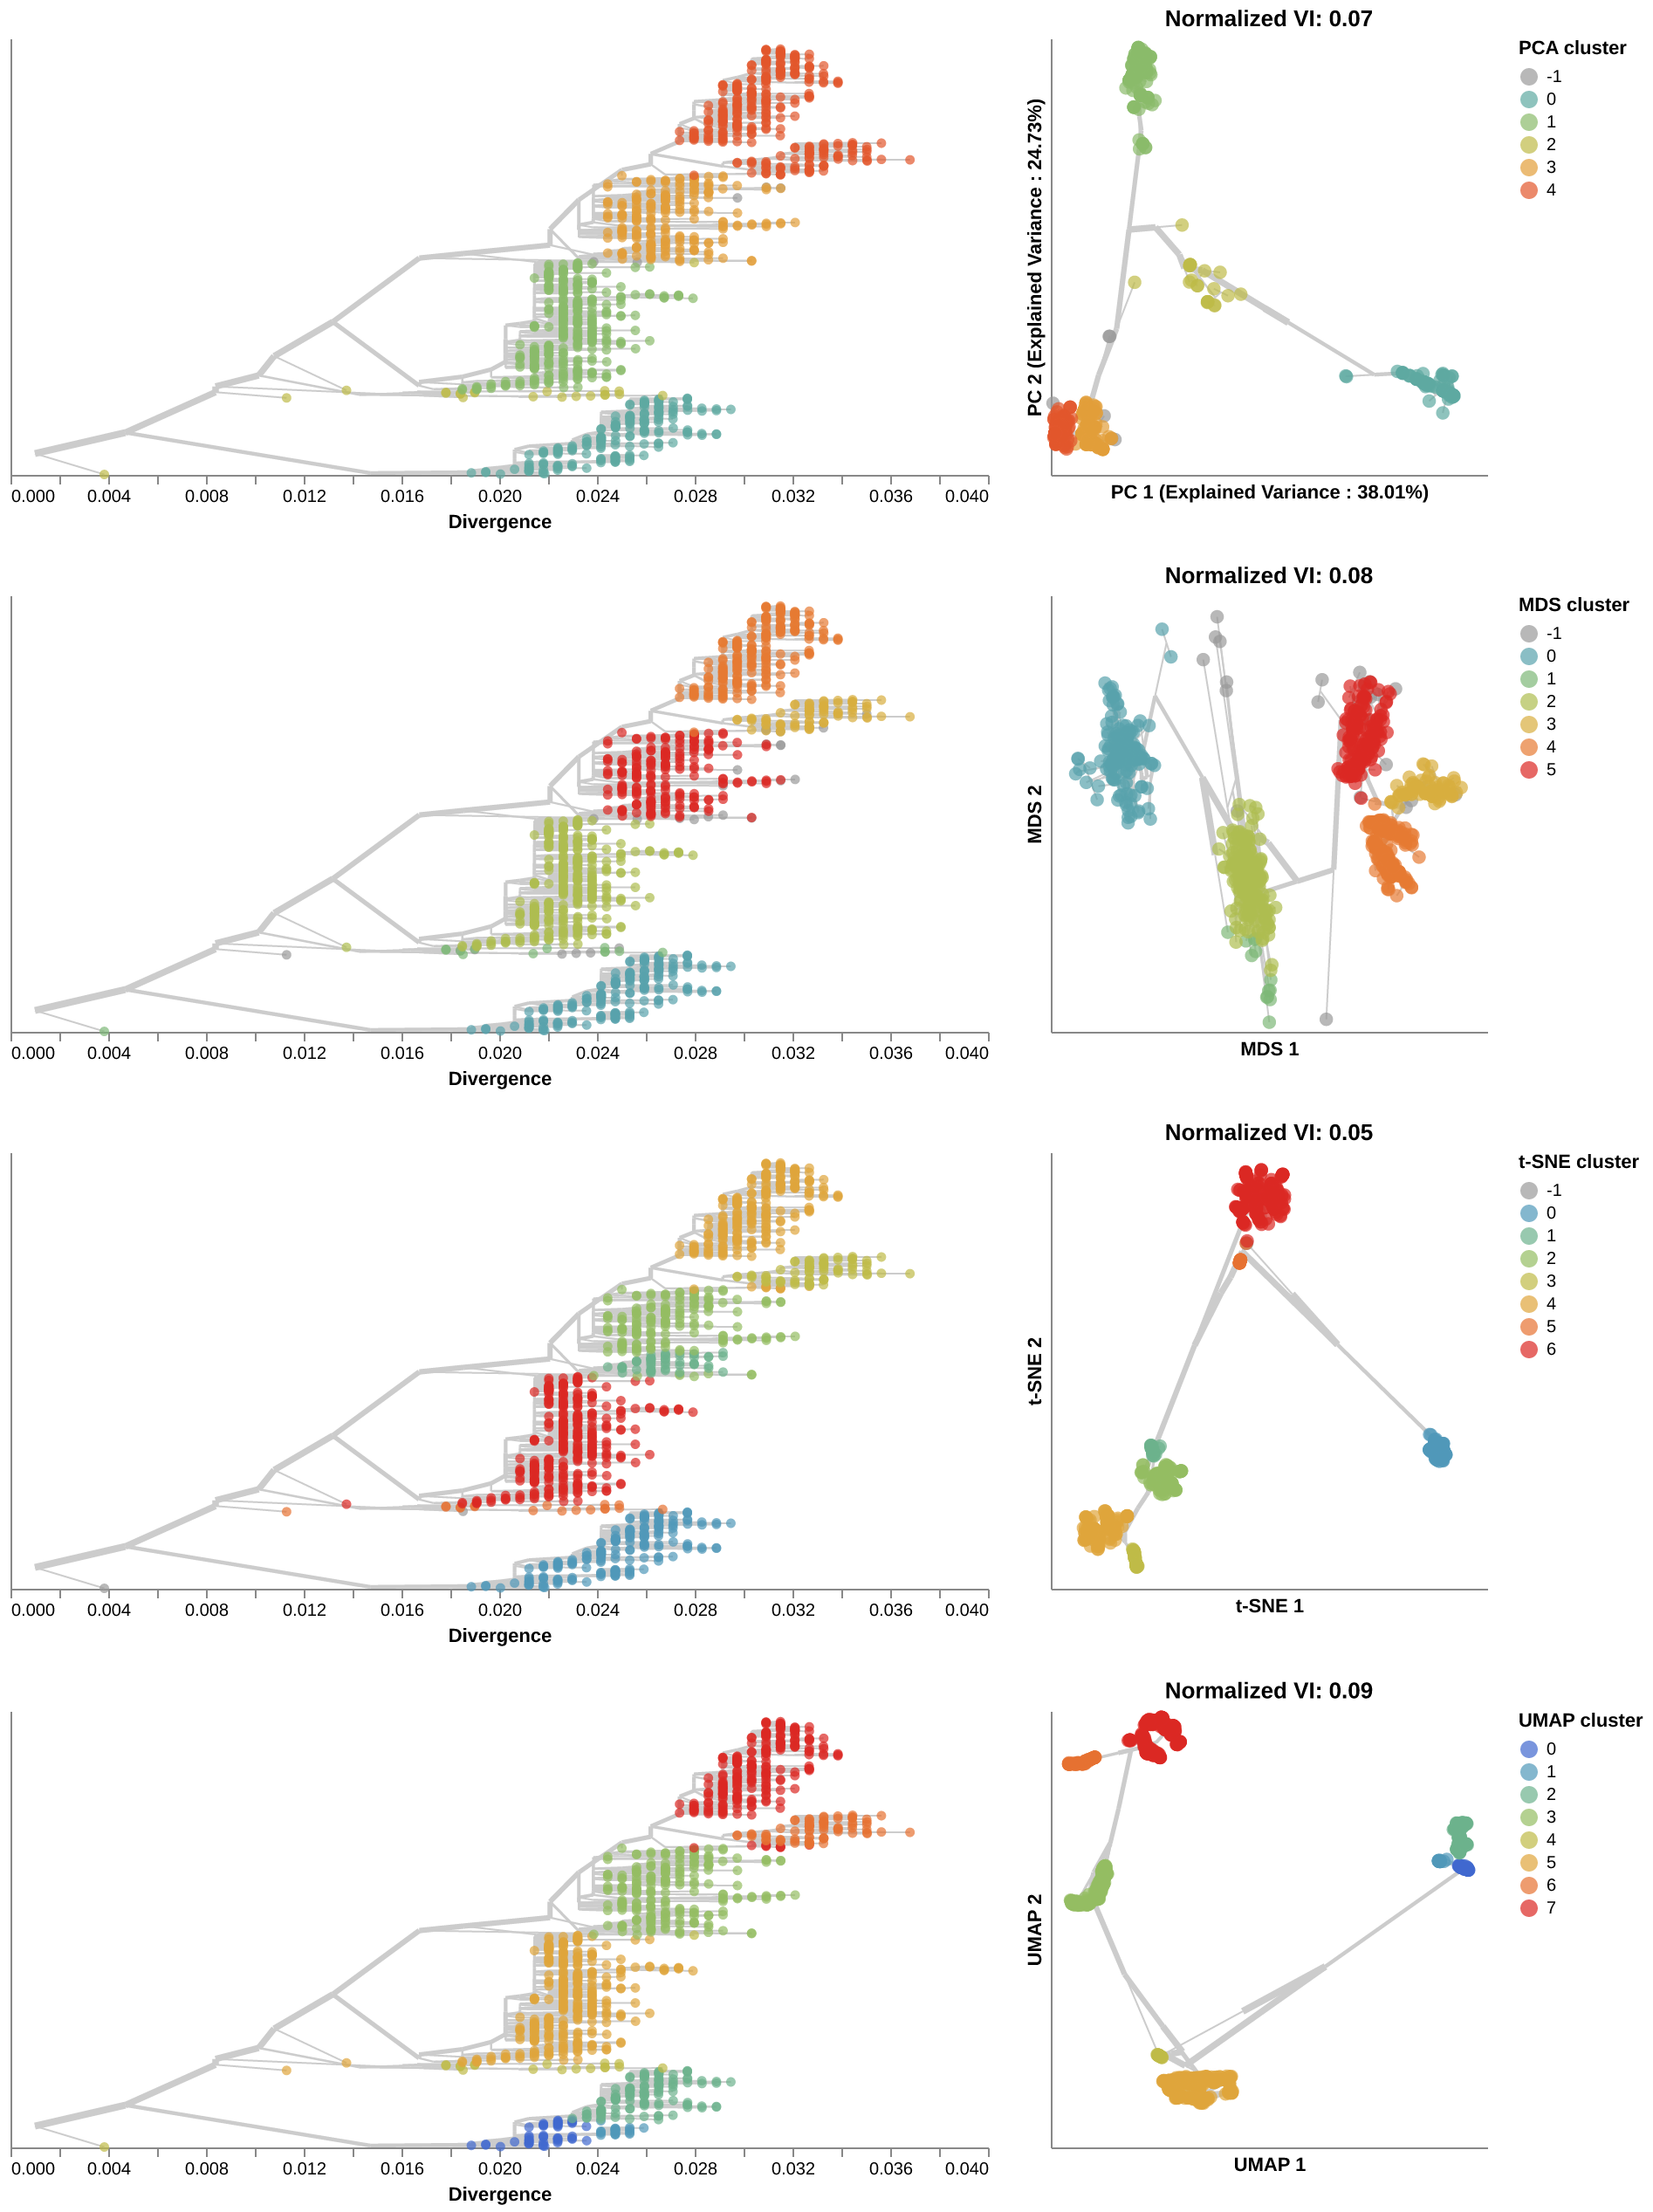 Normalized VI: 0.07
PCA cluster
-1
0
1
2
3
4
PC 2 (Explained Variance : 24.73%)
0.000 0.004 0.008 0.012 0.016 0.020 0.024 0.028 0.032 0.036 0.040
Divergence
PC 1 (Explained Variance : 38.01%)
Normalized VI: 0.08
MDS cluster
-1
0
1
2
3
4
5
MDS 2
0.000 0.004 0.008 0.012 0.016 0.020 0.024 0.028 0.032 0.036 0.040
Divergence
MDS 1
Normalized VI: 0.05
t-SNE cluster
-1
0
1
2
3
4
5
6
t-SNE 2
0.000 0.004 0.008 0.012 0.016 0.020 0.024 0.028 0.032 0.036 0.040
Divergence
t-SNE 1
Normalized VI: 0.09
UMAP cluster
0
1
2
3
4
5
6
7
UMAP 2
0.000 0.004 0.008 0.012 0.016 0.020 0.024 0.028 0.032 0.036 0.040
Divergence
UMAP 1